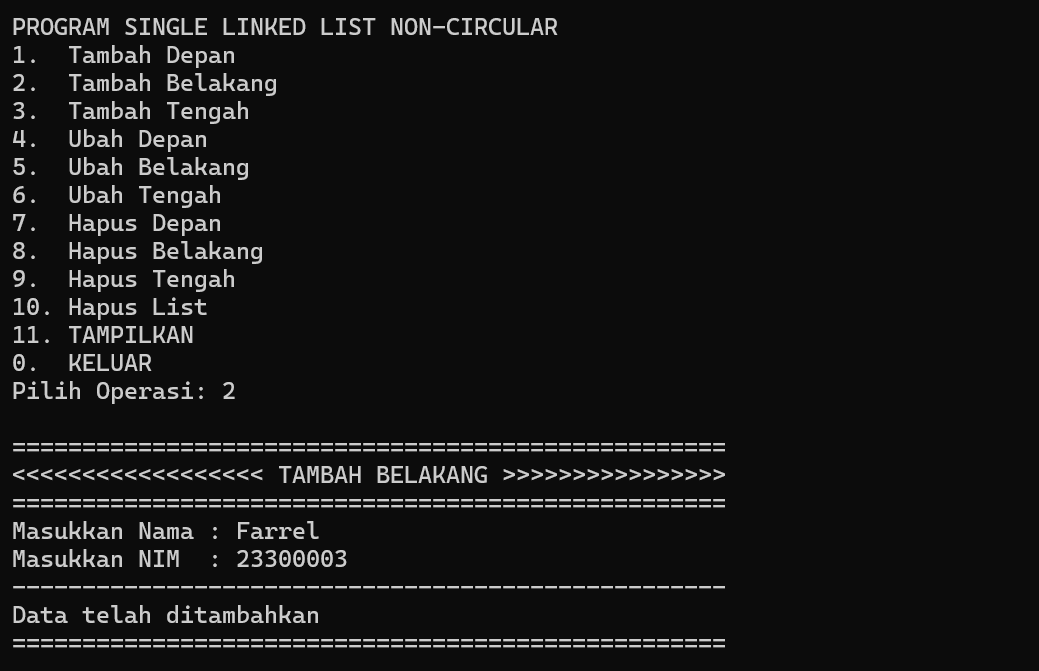 PROGRAM SINGLE LINKED LIST NON-CIRCULAR
1.  Tambah Depan
2.  Tambah Belakang
3.  Tambah Tengah
4.  Ubah Depan
5.  Ubah Belakang
6.  Ubah Tengah
7.  Hapus Depan
8.  Hapus Belakang
9.  Hapus Tengah
10. Hapus List
11. TAMPILKAN
0.  KELUAR
Pilih Operasi: 2
===================================================
<<<<<<<<<<<<<<<<<< TAMBAH BELAKANG >>>>>>>>>>>>>>>>
===================================================
Masukkan Nama : Farrel
Masukkan NIM  : 23300003
---------------------------------------------------
Data telah ditambahkan
===================================================